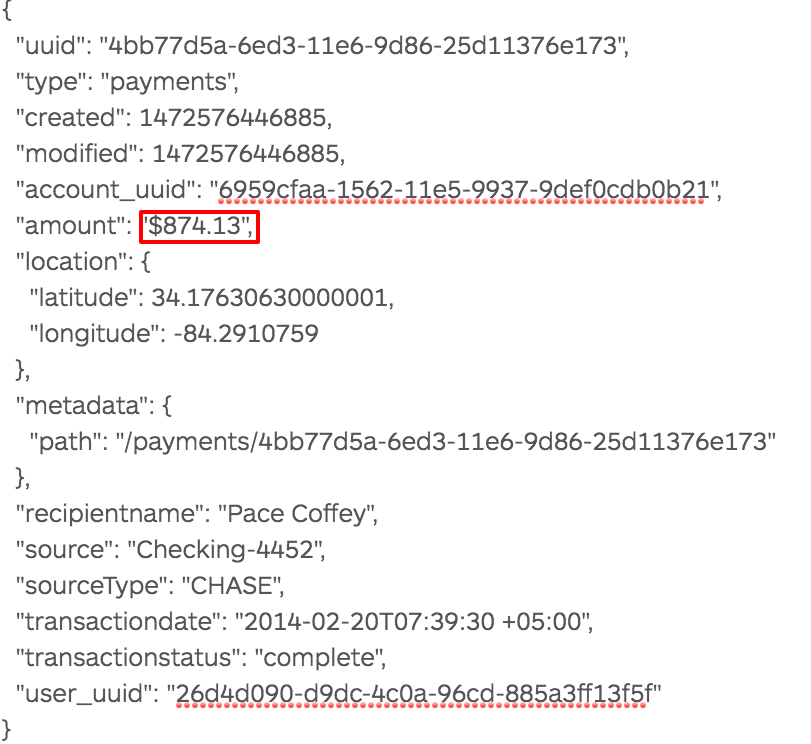 {
"uuid": "4bb77d5a-6ed3-11e6-9d86-25d11376e173",
"type": "payments",
"created": 1472576446885,
"modified": 1472576446885,
"account_uuid": "6959cfaa-1562-11e5-9937-9def0cdb0b21",
"amount": "$874.13",
"location": {
"latitude": 34.17630630000001,
"longitude": -84.2910759
},
"metadata": {
"path": "/payments/4bb77d5a-6ed3-11e6-9d86-25d11376e173"
},
"recipientname": "Pace Coffey",
"source": "Checking-4452",
"sourceType": "CHASE",
"transactiondate": "2014-02-20T07:39:30 +05:00",
"transactionstatus": "complete",
"user_uuid": "26d4d090-d9dc-4c0a-96cd-885a3ff13f5f"
}